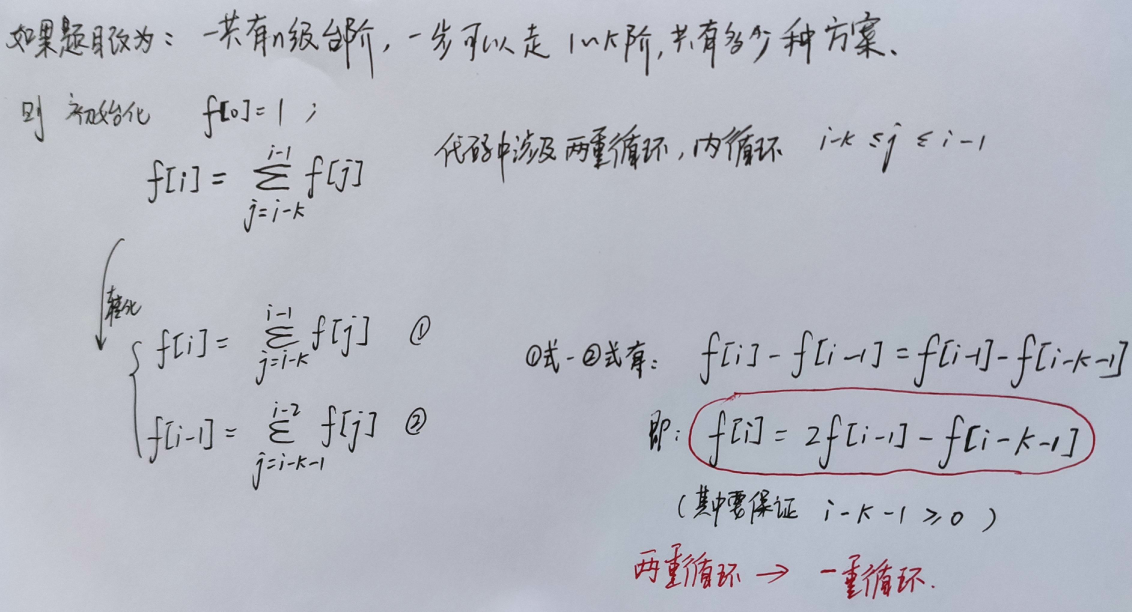 如果题目改为：一共有n级台阶，一步可以走 1~K阶，共有多少种方案、
则 初始化 f[0]=1；
f[i] = \sum_{j=i-k}^{i-1} f[j]
代码中涉及两重循环，内循环 i-k ≤ j ≤ i-1
转化
f[i] = \sum_{j=i-k}^{i-1} f[j] ①
f[i-1] = \sum_{j=i-k-1}^{i-2} f[j] ②
①式-②式有： f[i] - f[i-1] = f[i-1] - f[i-k-1]
即： f[i] = 2f[i-1] - f[i-k-1]
（其中要保证 i-k-1 ≥ 0 ）
两重循环 → 一重循环.